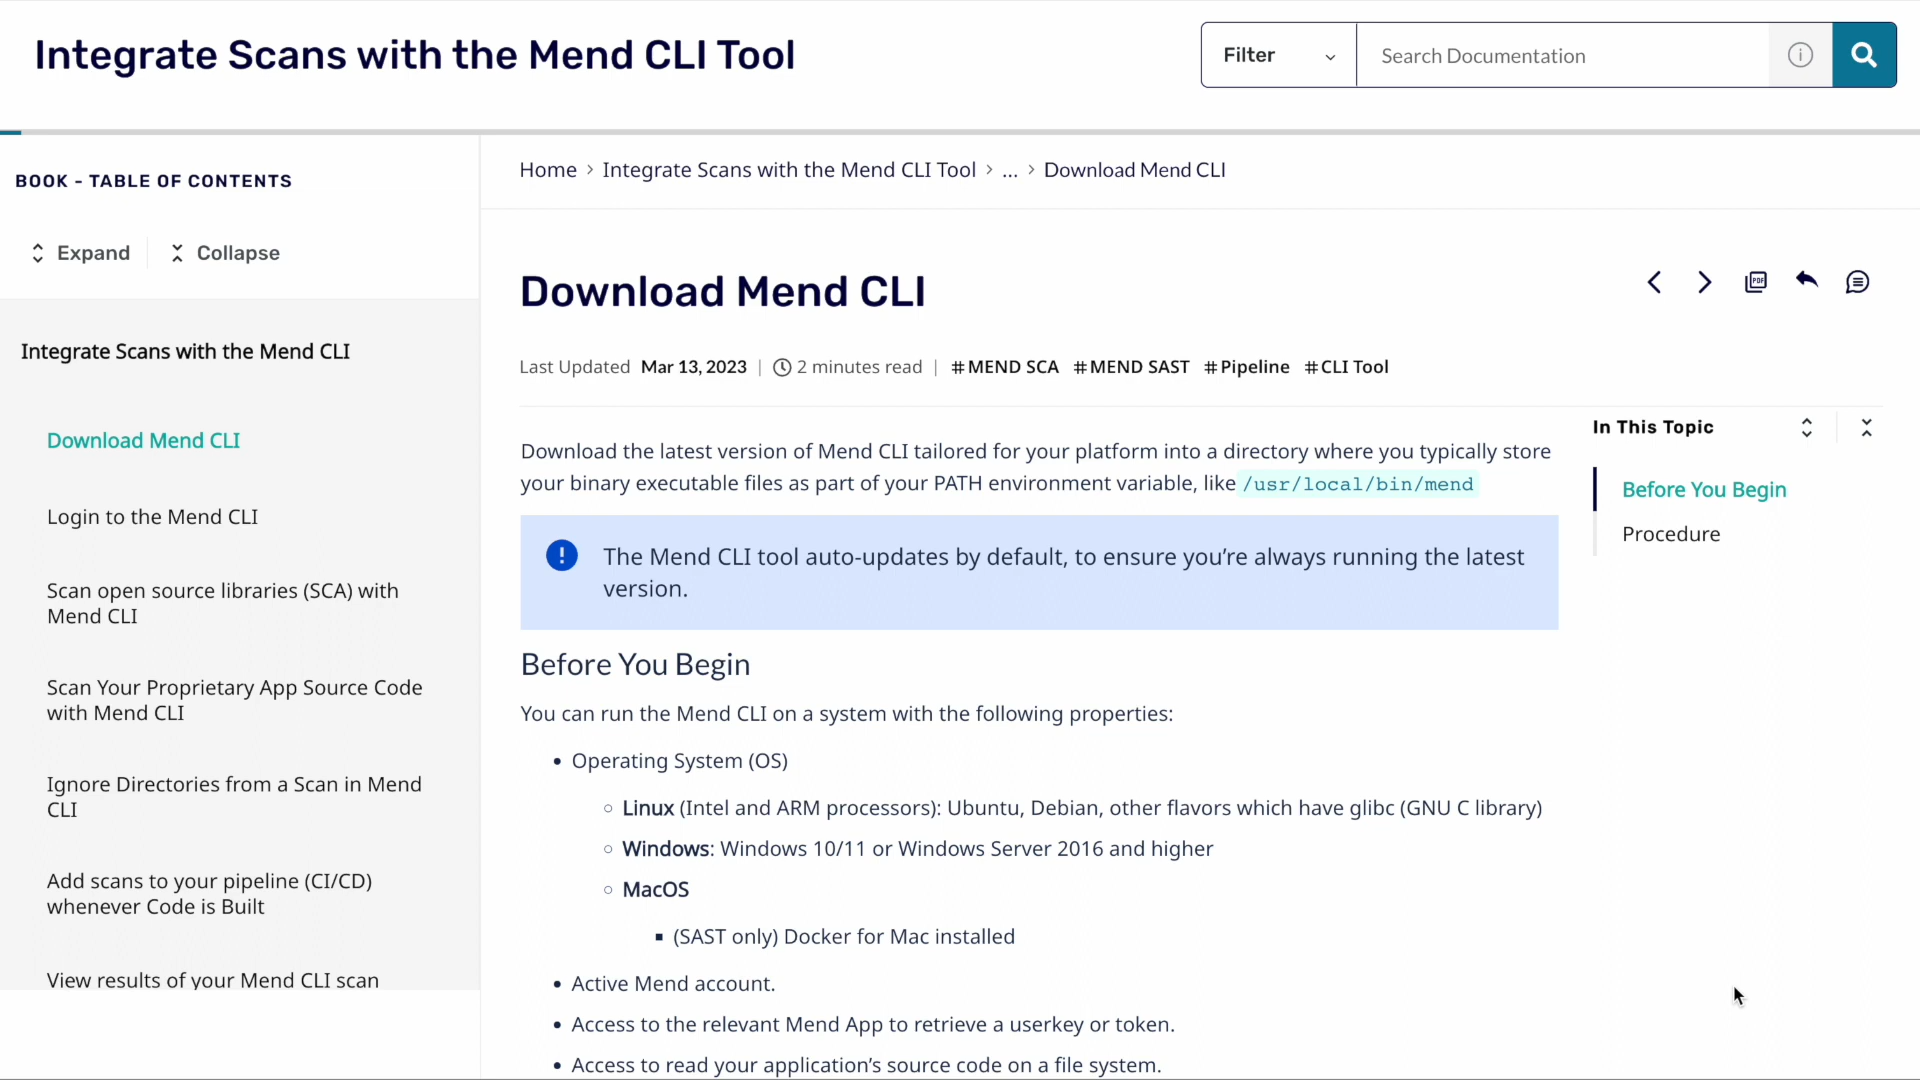 Integrate Scans with the Mend CLI Tool
Filter
Search Documentation
BOOK - TABLE OF CONTENTS
Expand
Collapse
Integrate Scans with the Mend CLI
Download Mend CLI
Login to the Mend CLI
Scan open source libraries (SCA) with
Mend CLI
Scan Your Proprietary App Source Code
with Mend CLI
Ignore Directories from a Scan in Mend
CLI
Add scans to your pipeline (CI/CD)
whenever Code is Built
View results of your Mend CLI scan
Home > Integrate Scans with the Mend CLI Tool > ... > Download Mend CLI
Download Mend CLI
PDF
Last Updated Mar 13, 2023 | 2 minutes read | #MEND SCA #MEND SAST #Pipeline #CLI Tool
Download the latest version of Mend CLI tailored for your platform into a directory where you typically store
your binary executable files as part of your PATH environment variable, like /usr/local/bin/mend
The Mend CLI tool auto-updates by default, to ensure you’re always running the latest
version.
Before You Begin
You can run the Mend CLI on a system with the following properties:
• Operating System (OS)
○ Linux (Intel and ARM processors): Ubuntu, Debian, other flavors which have glibc (GNU C library)
○ Windows: Windows 10/11 or Windows Server 2016 and higher
○ MacOS
▪ (SAST only) Docker for Mac installed
• Active Mend account.
• Access to the relevant Mend App to retrieve a userkey or token.
• Access to read your application’s source code on a file system.
In This Topic
Before You Begin
Procedure